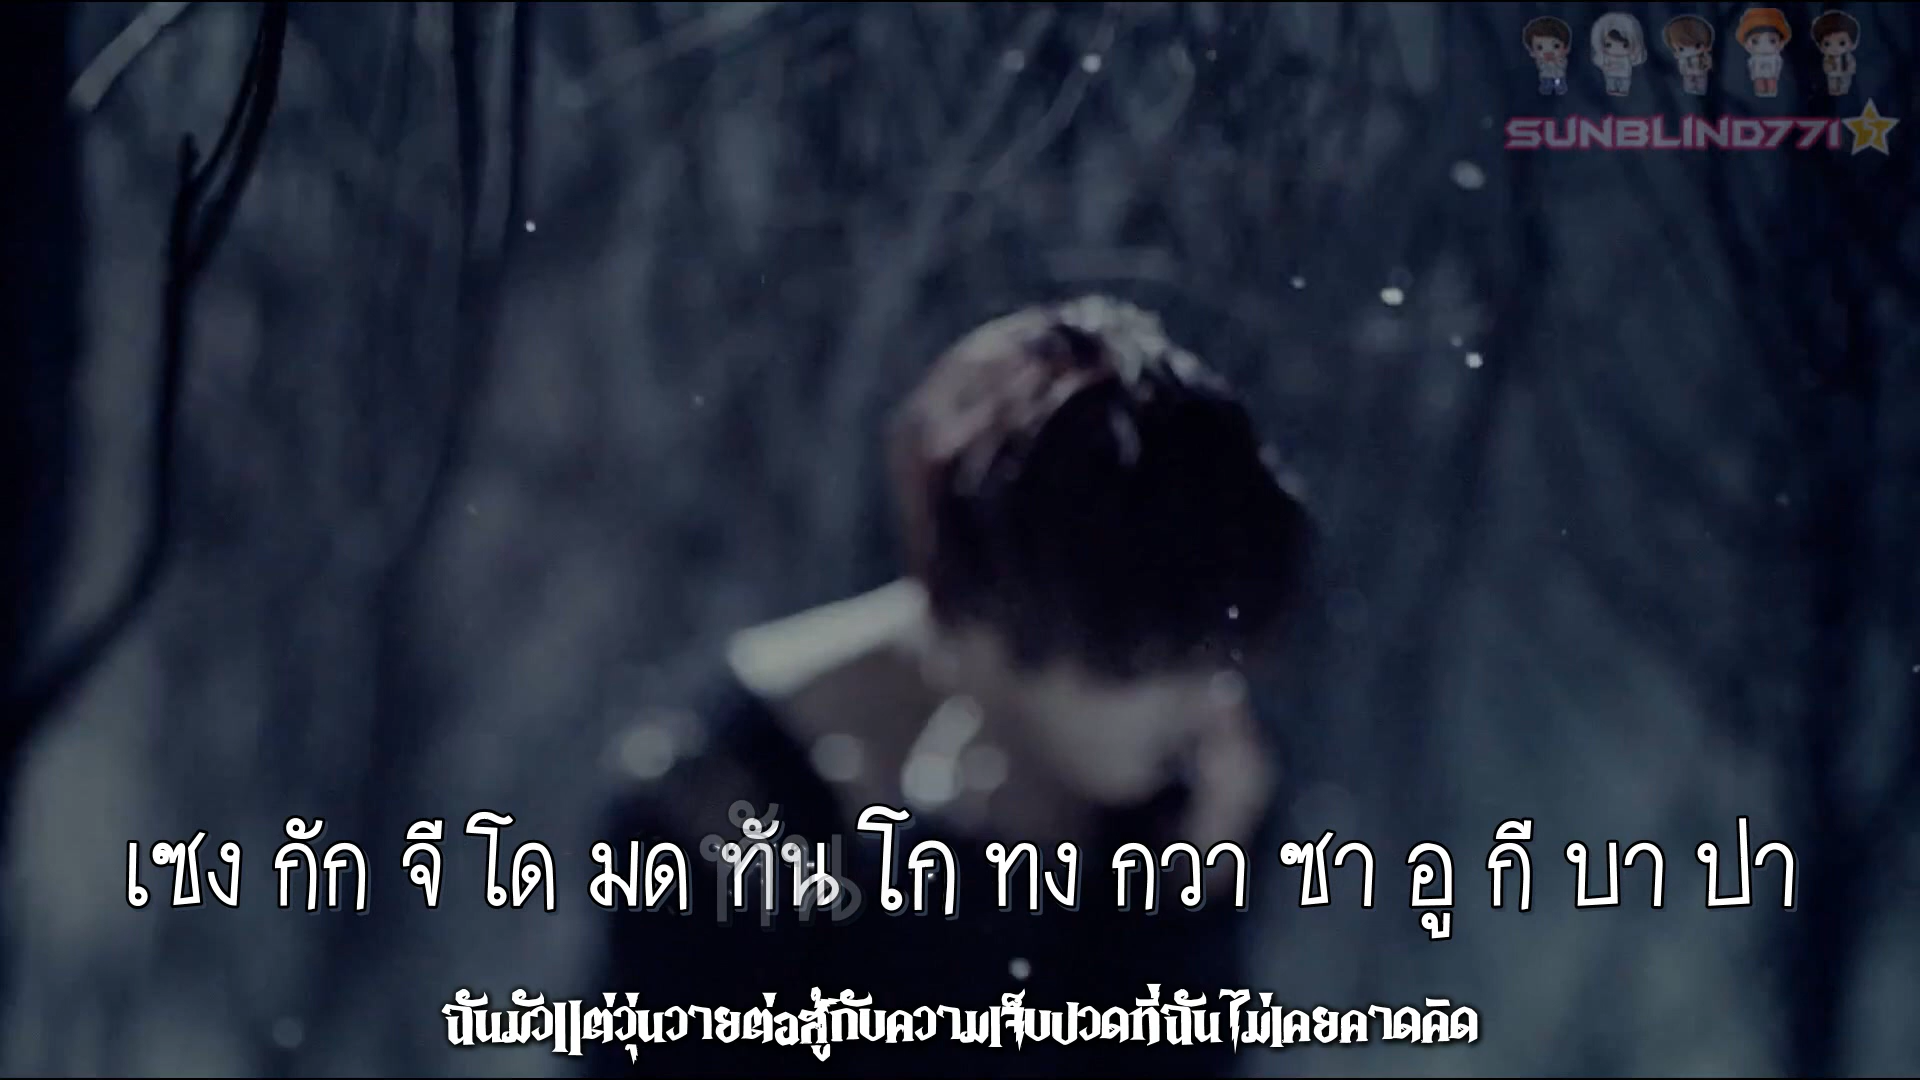 SUNBLIND771
เซง กัก จี โด มด ทัน โก ทง กวา ซา อู กี บา ปา
ฉันมัวแต่วุ่นวายต่อสู้กับความเจ็บปวดที่ฉันไม่เคยคาดคิด